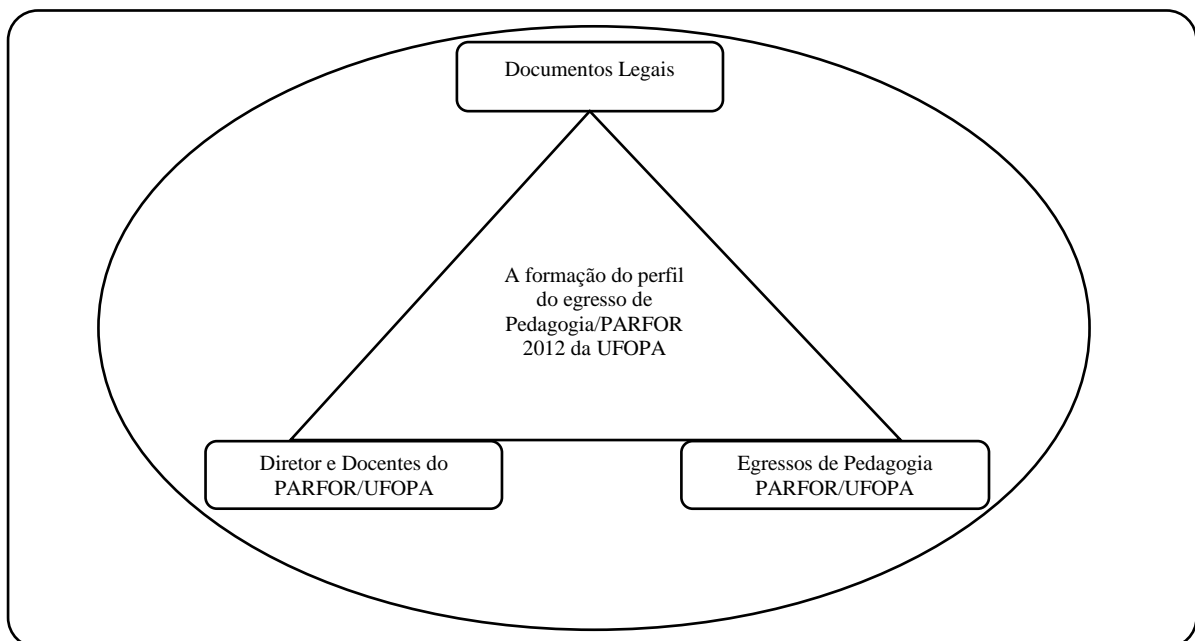 Documentos Legais
A formação do perfil
do egresso de
Pedagogia/PARFOR
2012 da UFOPA
Diretor e Docentes do
PARFOR/UFOPA
Egressos de Pedagogia
PARFOR/UFOPA